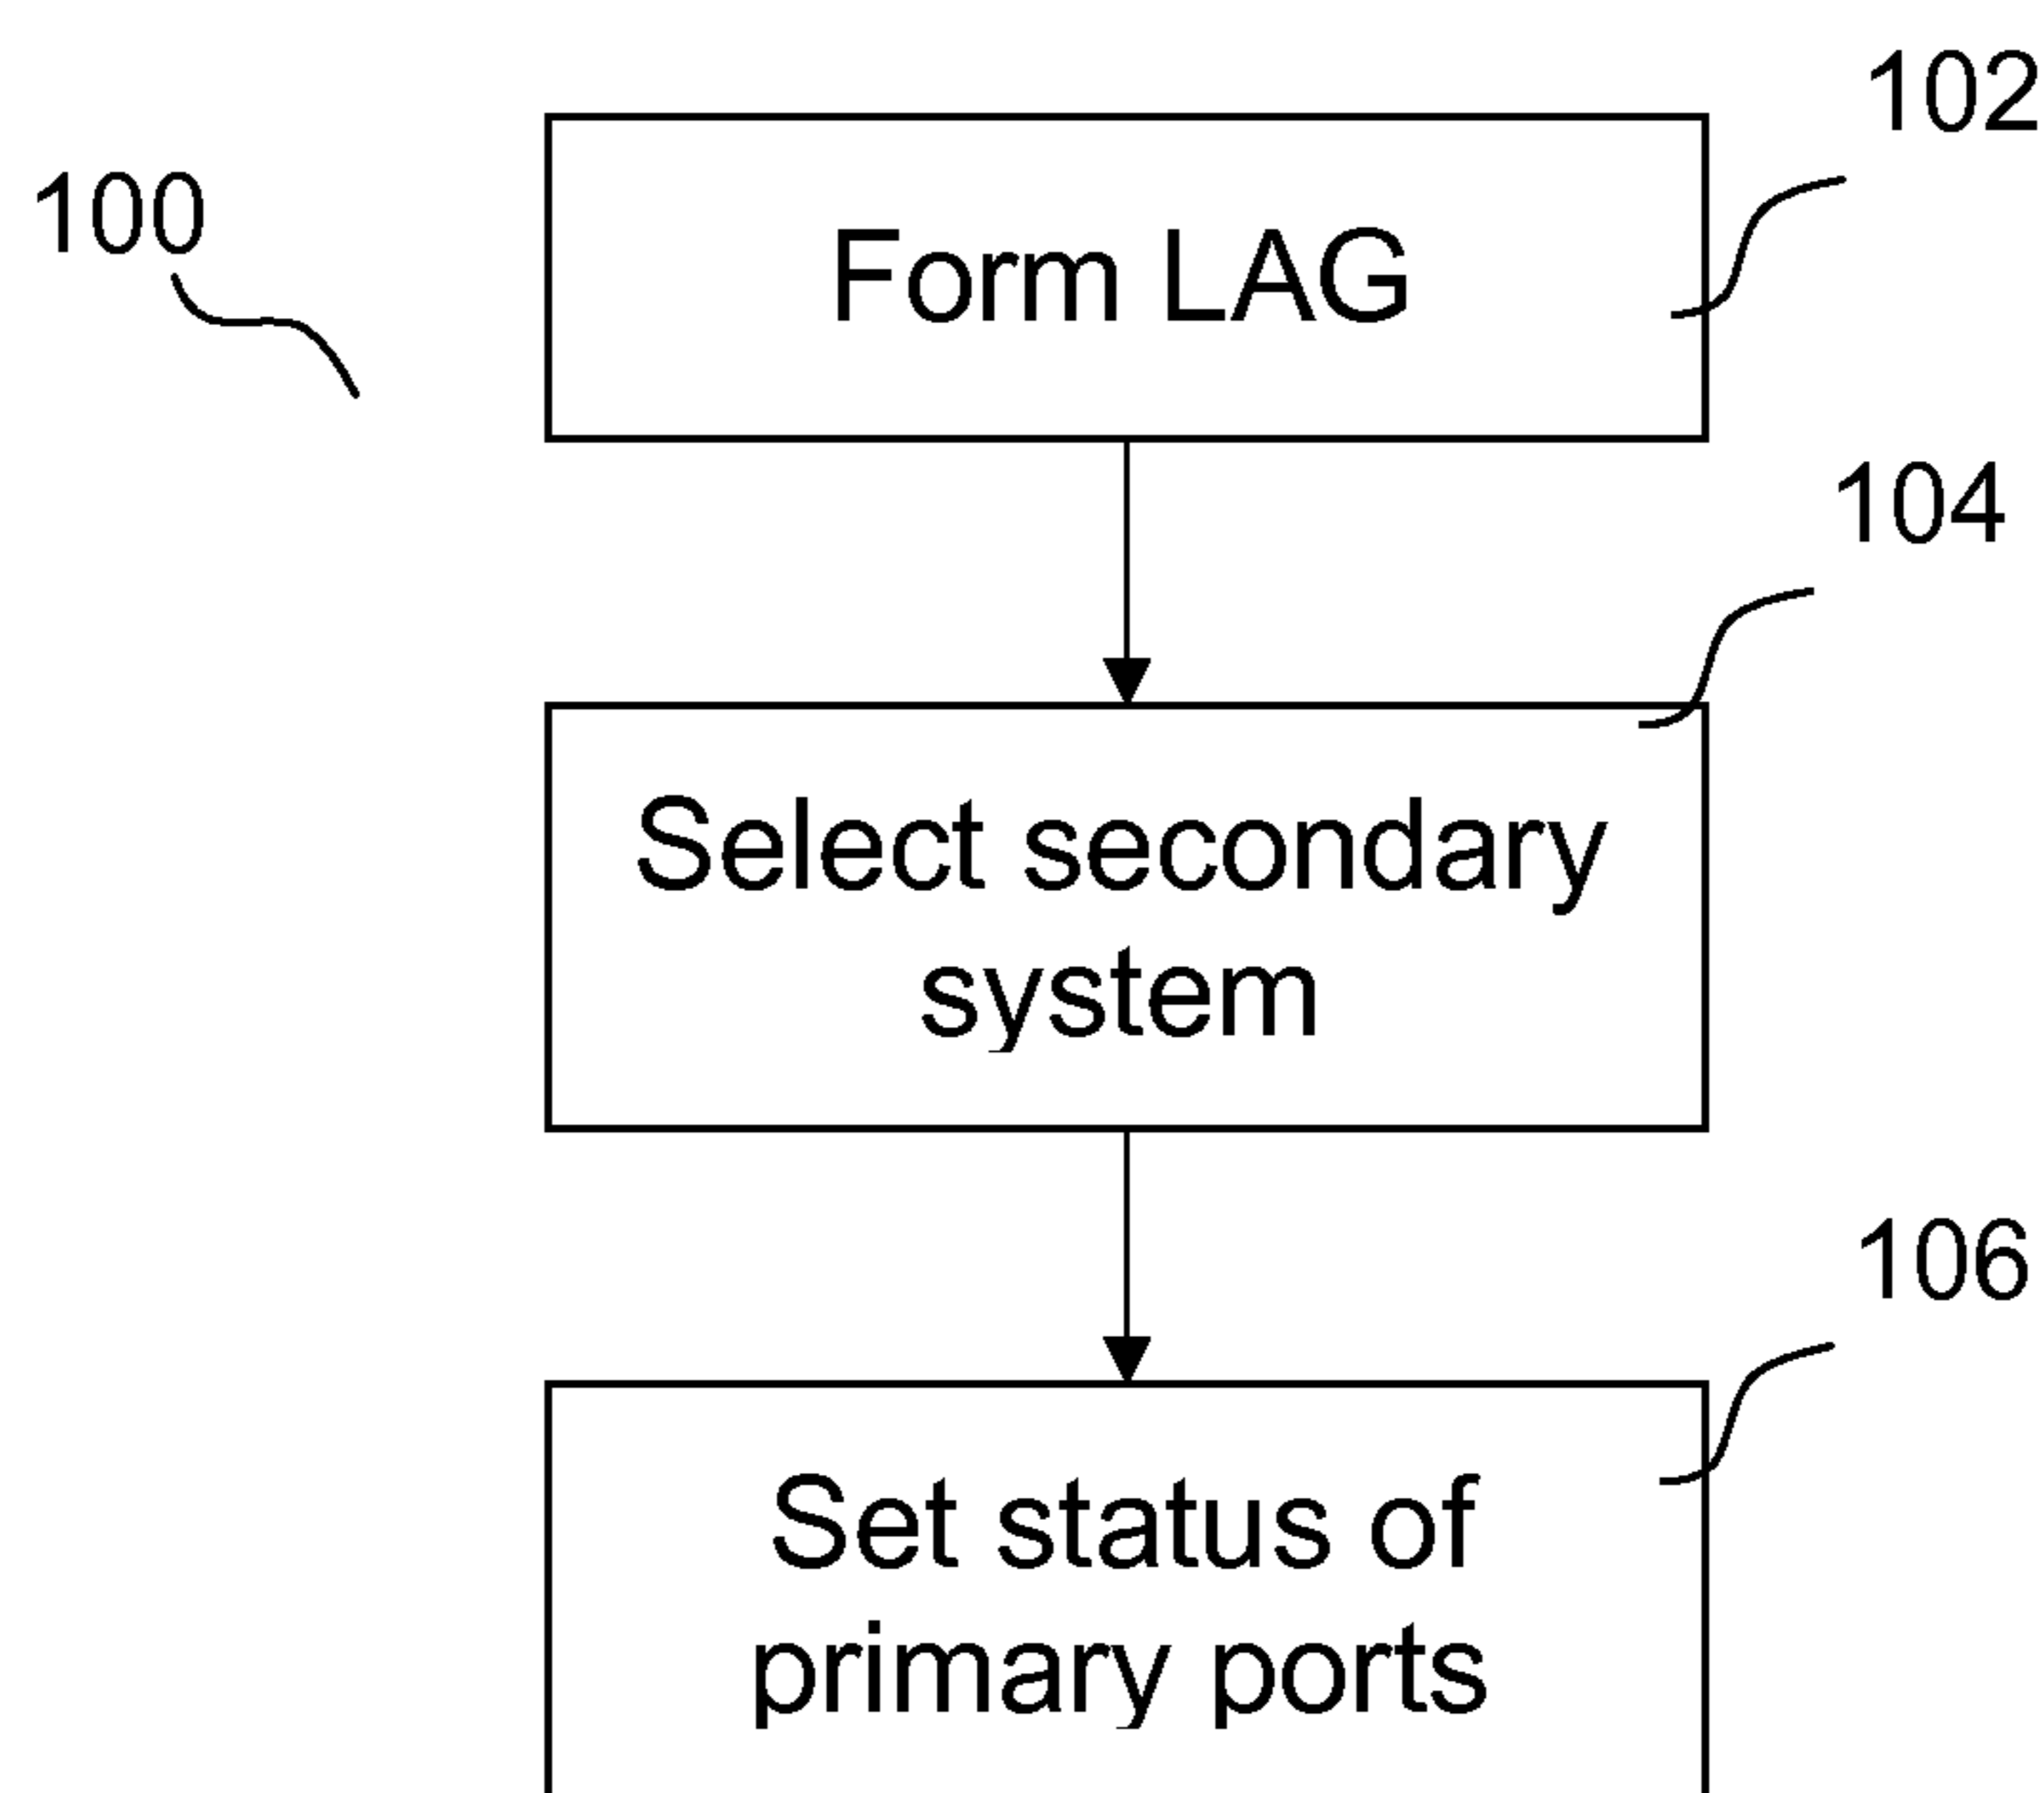 102
100
Form LAG
104
Select secondary
system
106
Set status of
primary ports